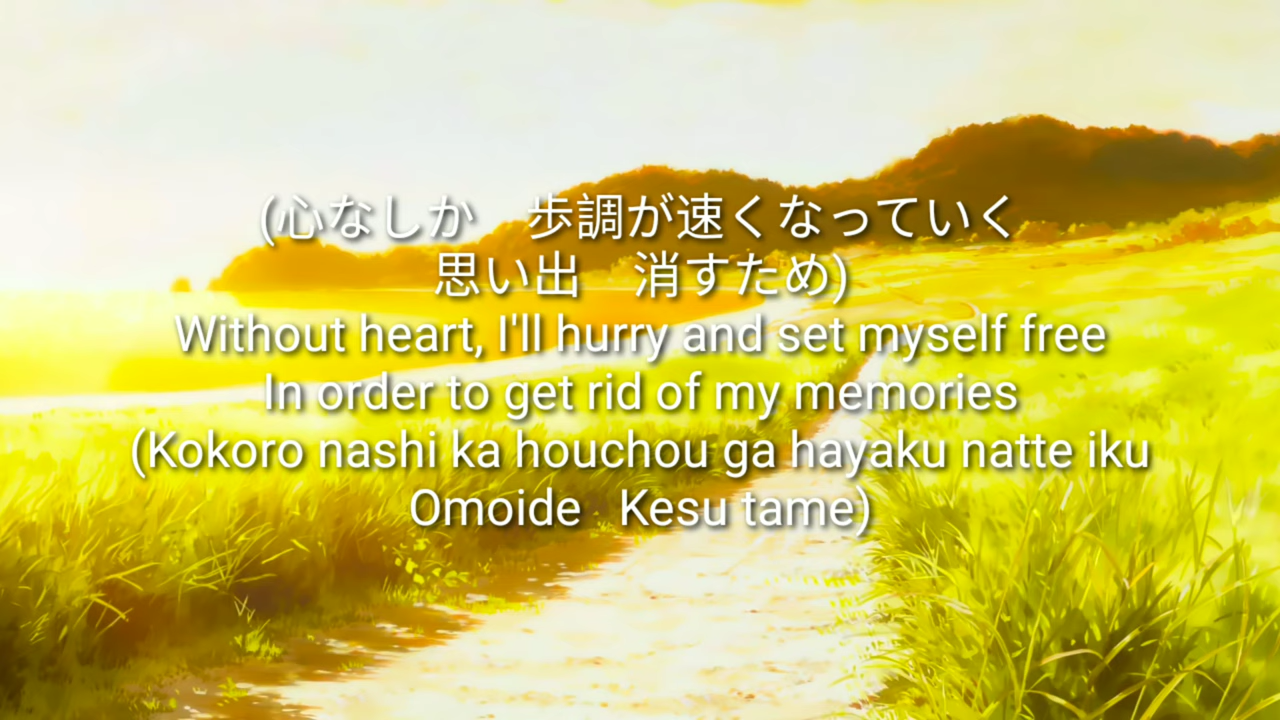 (心なしか　歩調が速くなっていく
思い出　消すため)
Without heart, I'll hurry and set myself free
In order to get rid of my memories
(Kokoro nashi ka houchou ga hayaku natte iku
Omoide   Kesu tame)